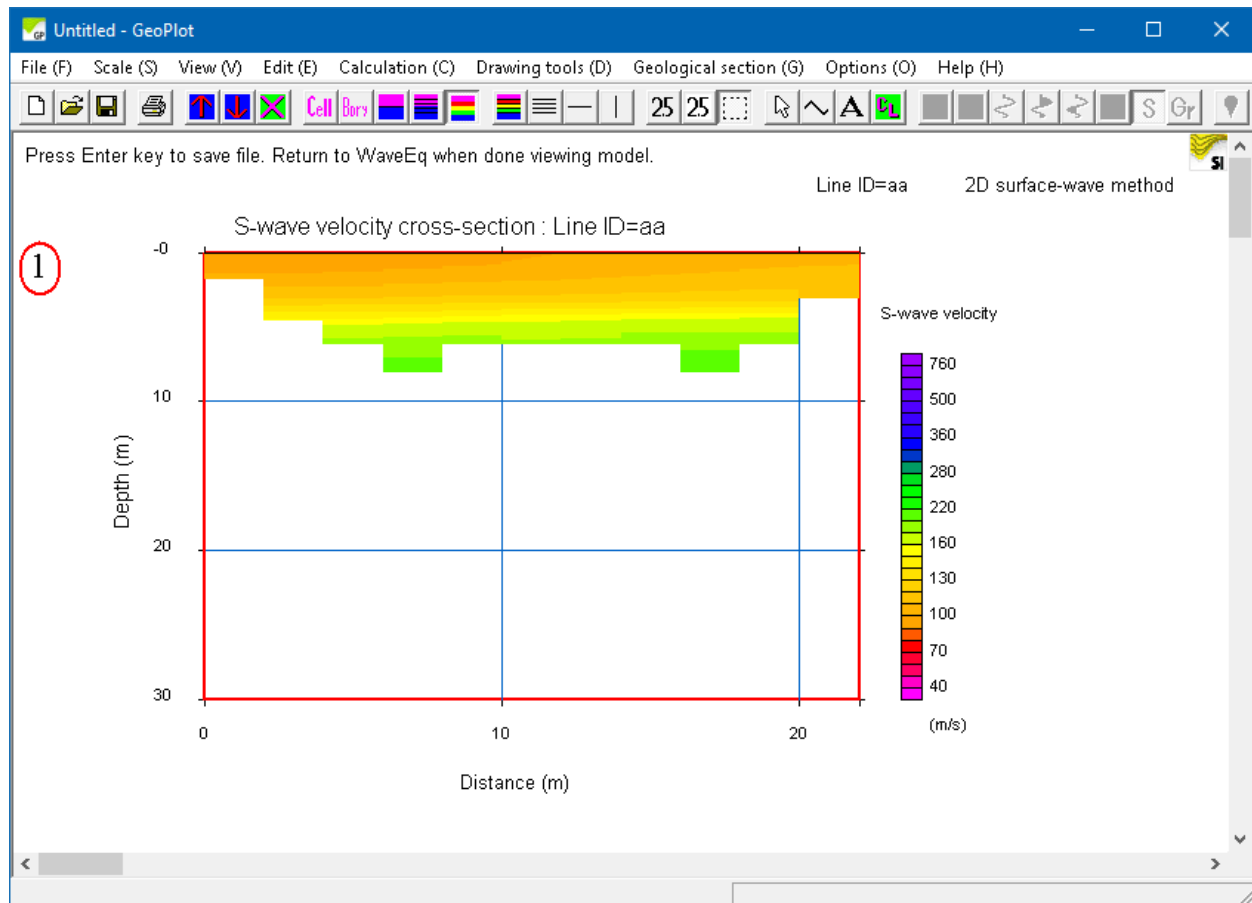 Untitled - GeoPlot
File (F) Scale (S) View (V) Edit (E) Calculation (C) Drawing tools (D) Geological section (G) Options (O) Help (H)
Cell 25 25 A S Gr
Press Enter key to save file. Return to WaveEq when done viewing model.
SI
Line ID=aa 2D surface-wave method
S-wave velocity cross-section : Line ID=aa
1
-0
10
20
30
Depth (m)
0 10 20
Distance (m)
S-wave velocity
760
500
360
280
220
160
130
100
70
40
(m/s)